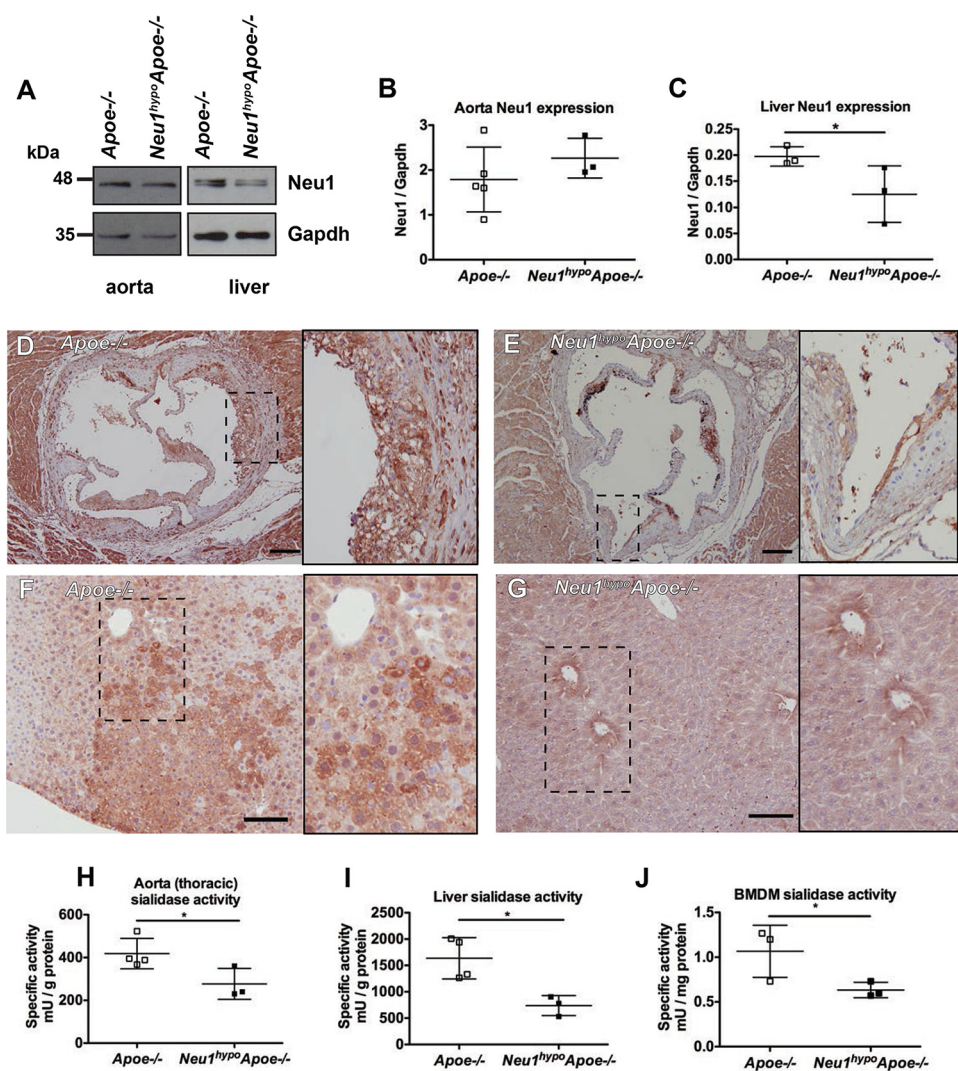 A
Apoe-/-
Neu1hypoApoe-/-
Apoe-/-
Neu1hypoApoe-/-
kDa
48
Neu1
35
Gapdh
aorta
liver
B
Aorta Neu1 expression
Neu1 / Gapdh
3
2
1
0
Apoe-/-
Neu1hypoApoe-/-
C
Liver Neu1 expression
*
Neu1 / Gapdh
0.25
0.20
0.15
0.10
0.05
0.00
Apoe-/-
Neu1hypoApoe-/-
D
Apoe-/-
E
Neu1hypoApoe-/-
F
Apoe-/-
G
Neu1hypoApoe-/-
H
Aorta (thoracic)
sialidase activity
*
Specific activity
mU / g protein
600
400
200
0
Apoe-/-
Neu1hypoApoe-/-
I
Liver sialidase activity
*
Specific activity
mU / g protein
2500
2000
1500
1000
500
0
Apoe-/-
Neu1hypoApoe-/-
J
BMDM sialidase activity
*
Specific activity
mU / mg protein
1.5
1.0
0.5
0.0
Apoe-/-
Neu1hypoApoe-/-